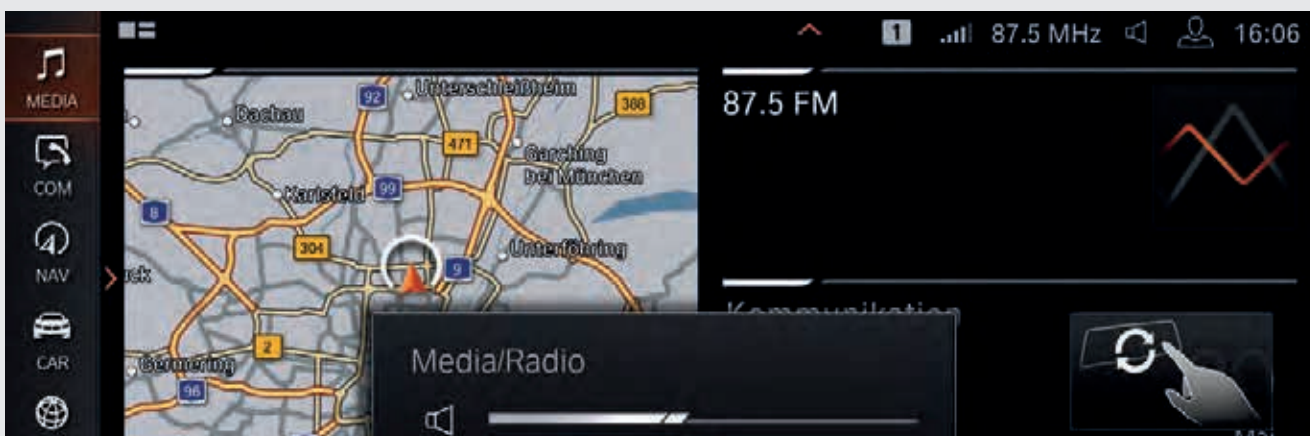 1 87.5 MHz 16:06
MEDIA
COM
NAV
CAR
92
Unterschleißheim
388
Dachau
471
Garching
bei München
Karlsfeld
99
8
304
Unterföhring
9
2
Germering
96
87.5 FM
Kommunikation
Media/Radio